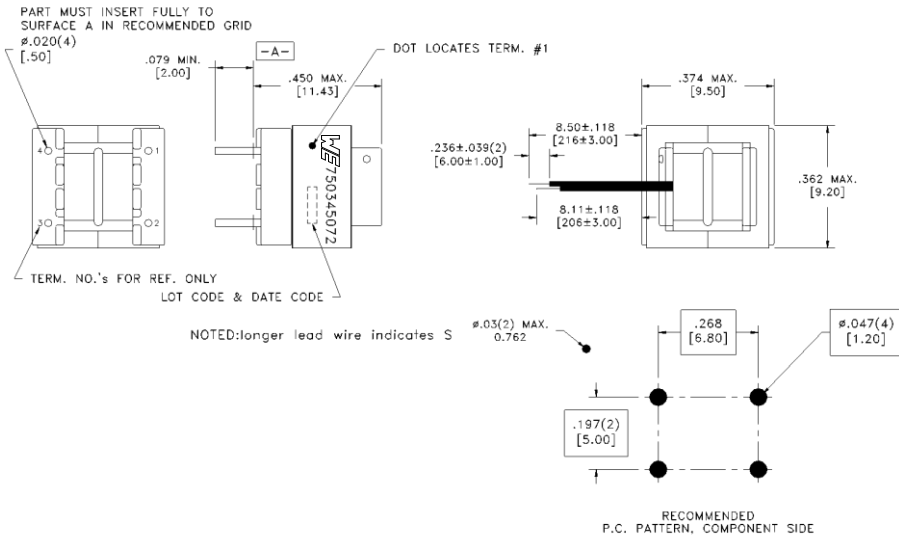 PART MUST INSERT FULLY TO
SURFACE A IN RECOMMENDED GRID
ø.020(4)
[.50]
.079 MIN.
[2.00]
-A-
.450 MAX.
[11.43]
DOT LOCATES TERM. #1
4
1
3
2
WE 750345072
TERM. NO.'s FOR REF. ONLY
LOT CODE & DATE CODE
.374 MAX.
[9.50]
8.50±.118
[216±3.00]
.236±.039(2)
[6.00±1.00]
.362 MAX.
[9.20]
8.11±.118
[206±3.00]
NOTED:longer lead wire indicates S
ø.03(2) MAX.
0.762
.268
[6.80]
ø.047(4)
[1.20]
.197(2)
[5.00]
RECOMMENDED
P.C. PATTERN, COMPONENT SIDE